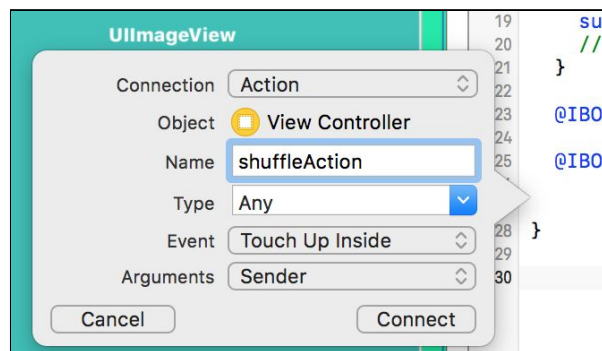 UIImageView
Connection Action
Object View Controller
Name shuffleAction
Type Any
Event Touch Up Inside
Arguments Sender
Cancel Connect
19 su
20 //
21 }
22
23 @IBO
24
25 @IBO
28 }
29
30